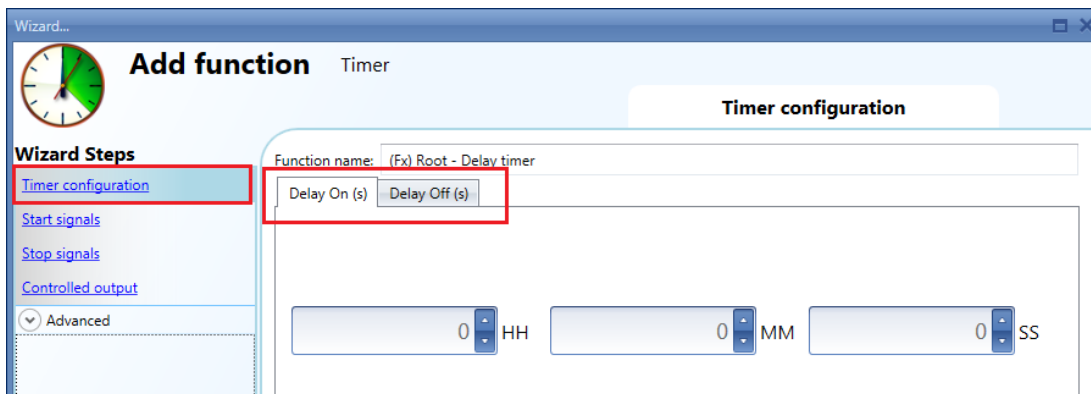 Wizard...
Add function Timer
Timer configuration
Wizard Steps
Timer configuration
Start signals
Stop signals
Controlled output
Advanced
Function name: (Fx) Root - Delay timer
Delay On (s) Delay Off (s)
0 HH 0 MM 0 SS